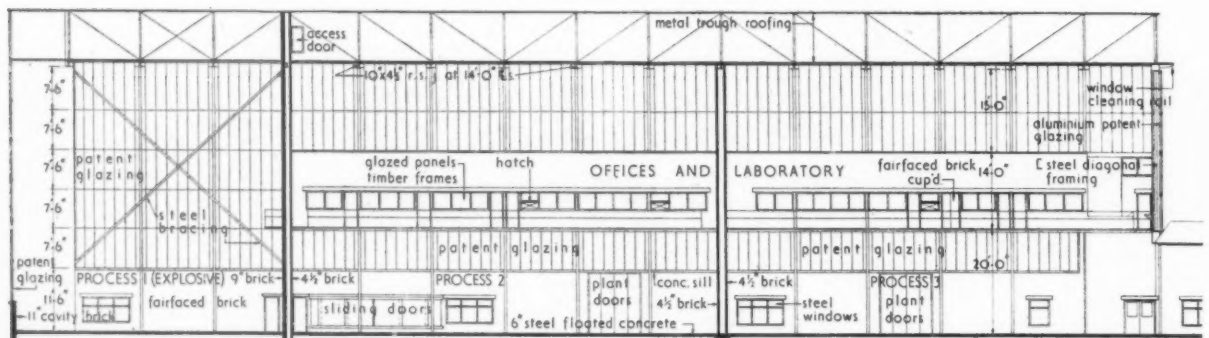 metal trough roofing
access
door
10"x4½" r.s.j. at 14'-0" c.s.
7'-6"
7'-6"
7'-6"
7'-6"
7'-6"
patent
glazing
steel
bracing
glazed panels
timber frames
hatch
OFFICES AND LABORATORY
fairfaced brick
cup'd
15'-0"
14'-0"
20'-0"
window
cleaning rail
aluminium patent
glazing
[ steel diagonal
framing
patent glazing
patent glazing
patent
glazing
11'-6"
11" cavity brick
PROCESS 1 (EXPLOSIVE)
9" brick
fairfaced brick
4½" brick
PROCESS 2
sliding doors
plant
doors
conc. sill
4½" brick
6" steel floated concrete
4½" brick
PROCESS 3
steel
windows
plant
doors